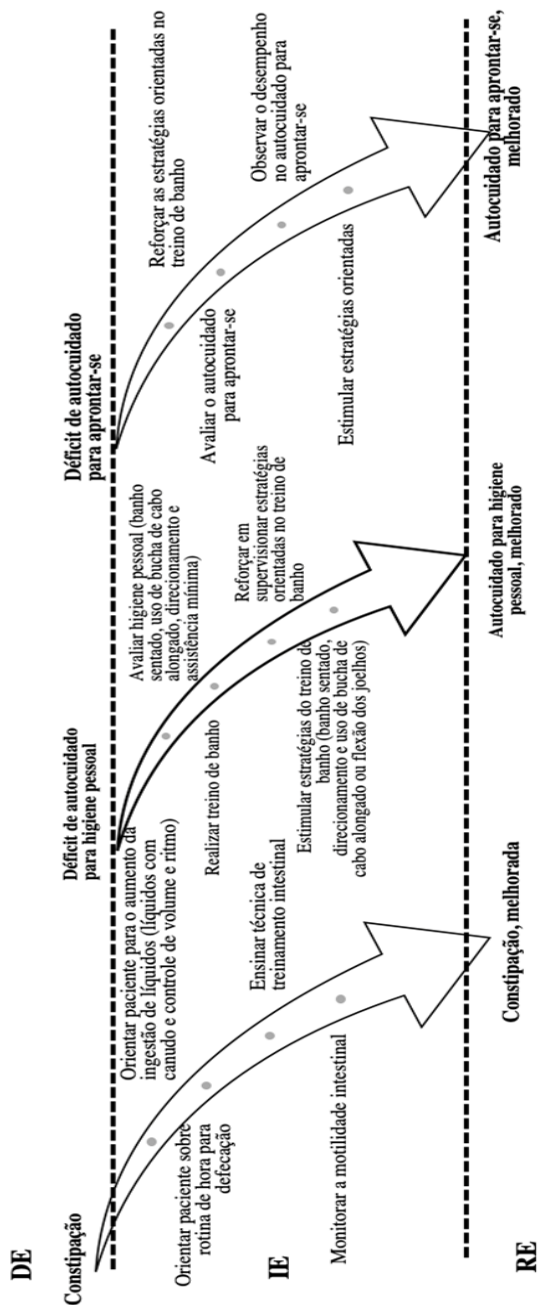 DE
Constipação
Déficit de autocuidado
para higiene pessoal
Déficit de autocuidado
para aprontar-se
Orientar paciente para o aumento da
ingestão de líquidos (líquidos com
canudo e controle de volume e ritmo)
Orientar paciente sobre
rotina de hora para
defecação
Ensinar técnica de
treinamento intestinal
Monitorar a motilidade intestinal
Avaliar higiene pessoal (banho
sentado, uso de bucha de cabo
alongado, direcionamento e
assistência mínima)
Realizar treino de banho
Reforçar em
supervisionar estratégias
orientadas no treino de
banho
Estimular estratégias do treino de
banho (banho sentado,
direcionamento e uso de bucha de
cabo alongado ou flexão dos joelhos)
Reforçar as estratégias orientadas no
treino de banho
Avaliar o autocuidado
para aprontar-se
Observar o desempenho
no autocuidado para
aprontar-se
Estimular estratégias orientadas
IE
RE
Constipação, melhorada
Autocuidado para higiene
pessoal, melhorado
Autocuidado para aprontar-se,
melhorado